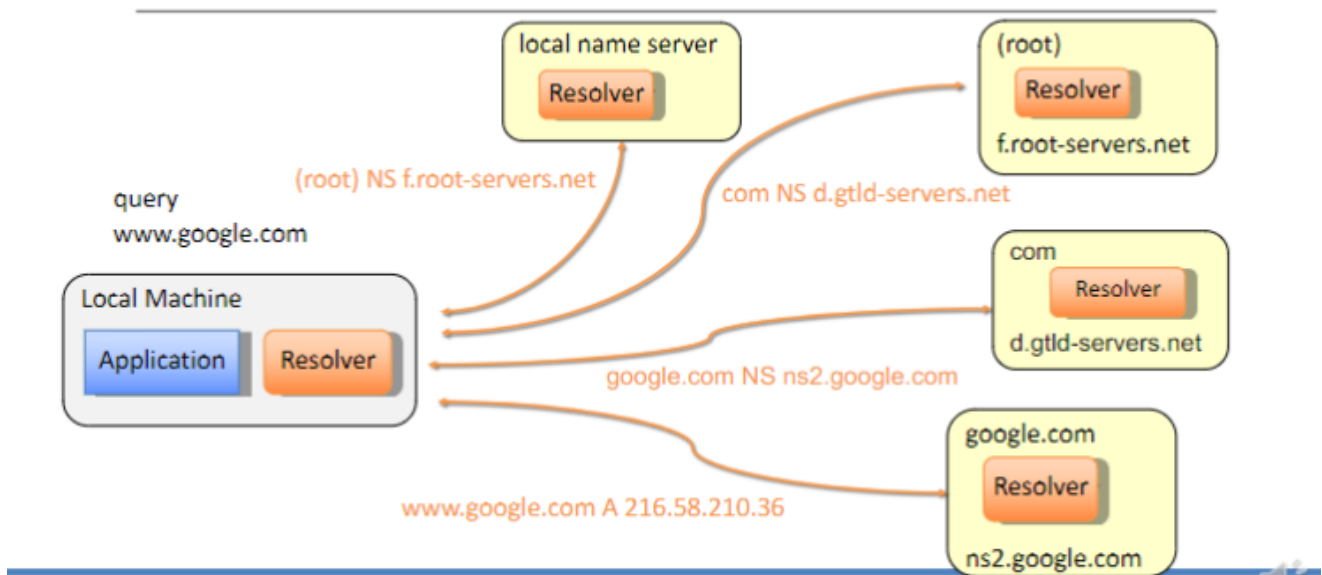 local name server
Resolver
(root)
Resolver
f.root-servers.net
(root) NS f.root-servers.net
com NS d.gtld-servers.net
query
www.google.com
com
Resolver
d.gtld-servers.net
Local Machine
Application
Resolver
google.com NS ns2.google.com
google.com
Resolver
ns2.google.com
www.google.com A 216.58.210.36